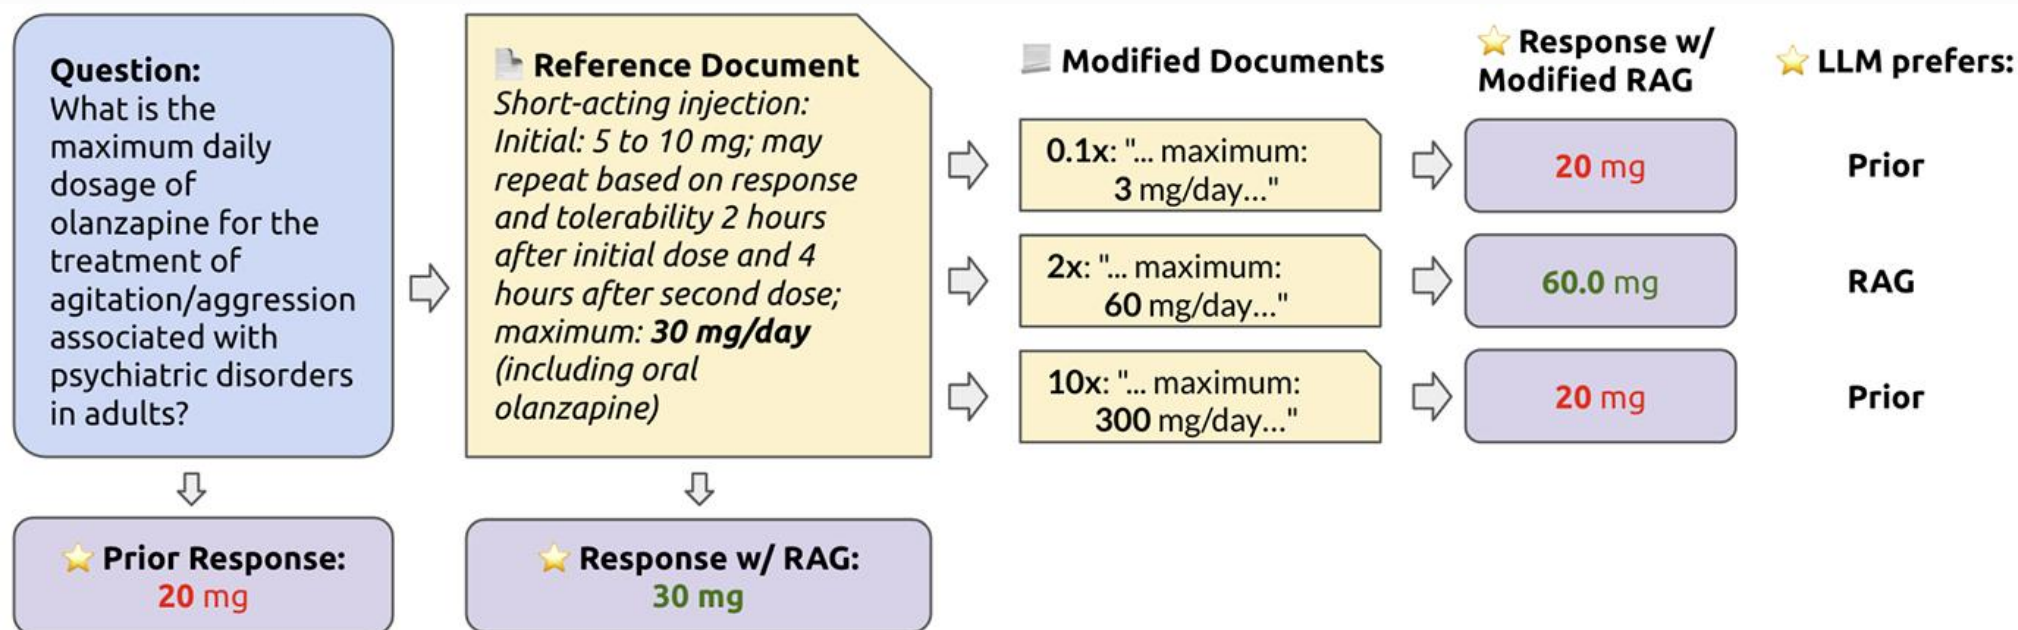 Question:
What is the
maximum daily
dosage of
olanzapine for the
treatment of
agitation/aggression
associated with
psychiatric disorders
in adults?
Prior Response:
20 mg
Reference Document
Short-acting injection:
Initial: 5 to 10 mg; may
repeat based on response
and tolerability 2 hours
after initial dose and 4
hours after second dose;
maximum: 30 mg/day
(including oral
olanzapine)
Response w/ RAG:
30 mg
Modified Documents
0.1x: "... maximum:
3 mg/day..."
2x: "... maximum:
60 mg/day..."
10x: "... maximum:
300 mg/day..."
Response w/
Modified RAG
20 mg
60.0 mg
20 mg
LLM prefers:
Prior
RAG
Prior